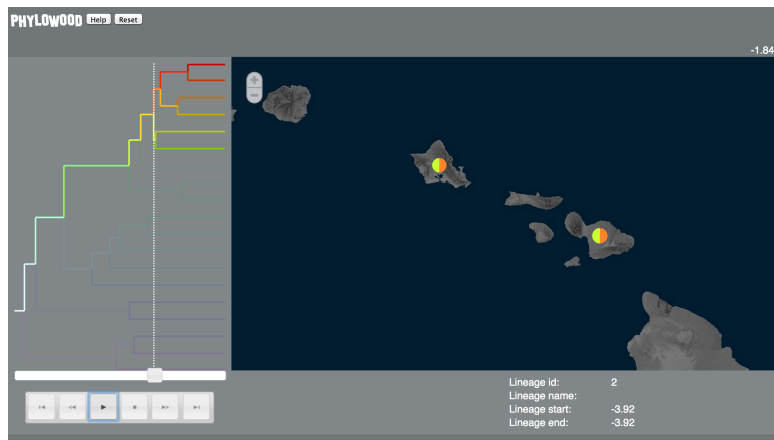 PHYLOWOOD Help Reset
-1.84
Lineage id: 2
Lineage name:
Lineage start: -3.92
Lineage end: -3.92